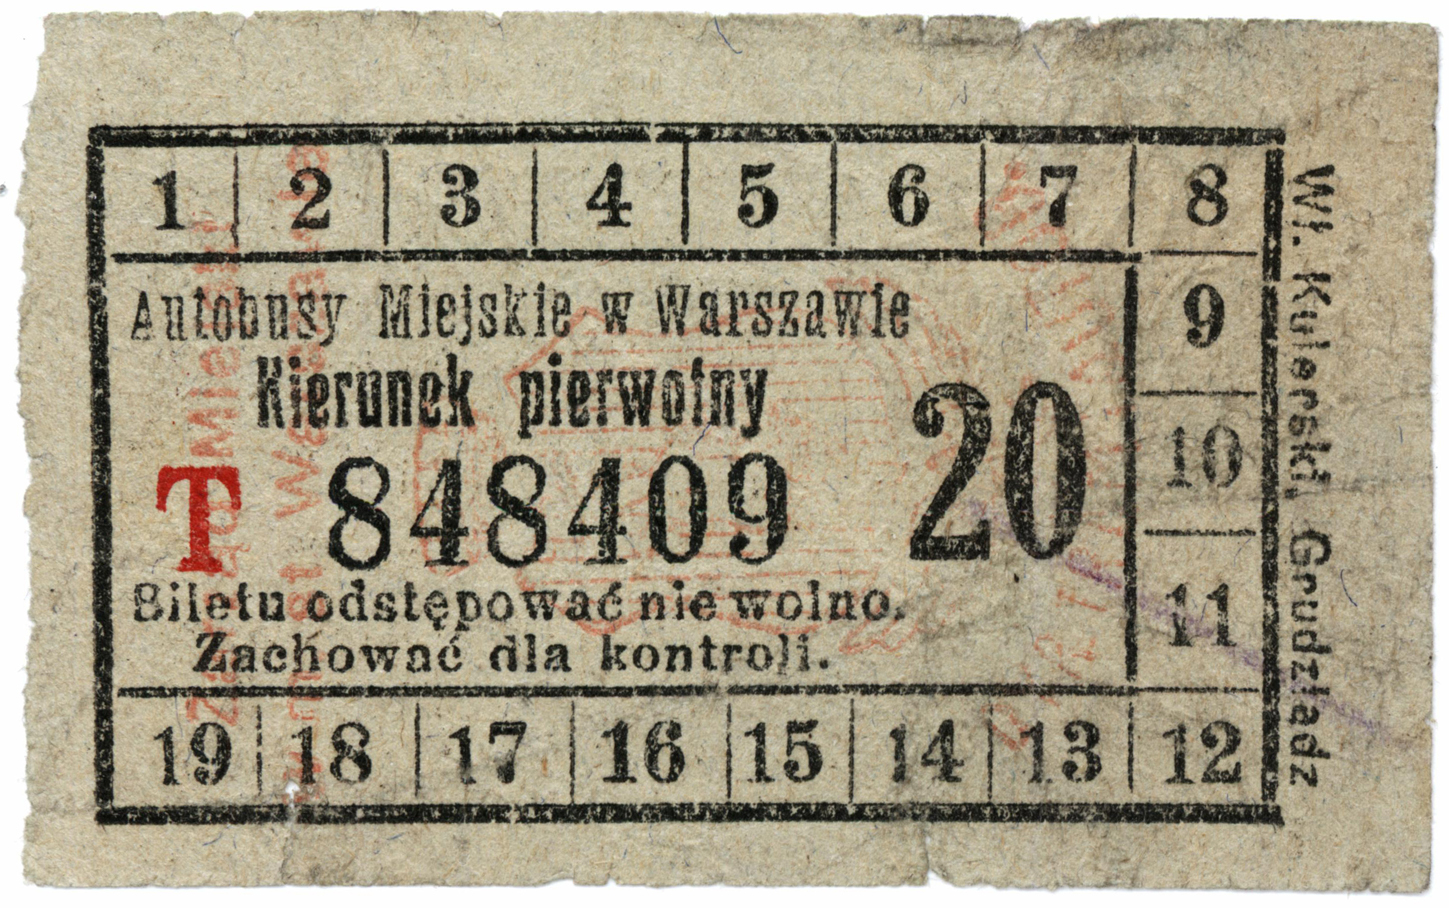 1 2 3 4 5 6 7 8
Autobusy Miejskie w Warszawie
Kierunek pierwotny
20
T 848409
Biletu odstępować nie wolno.
Zachować dla kontroli.
9
10
11
19 18 17 16 15 14 13 12
Wł. Kulerski, Grudziądz